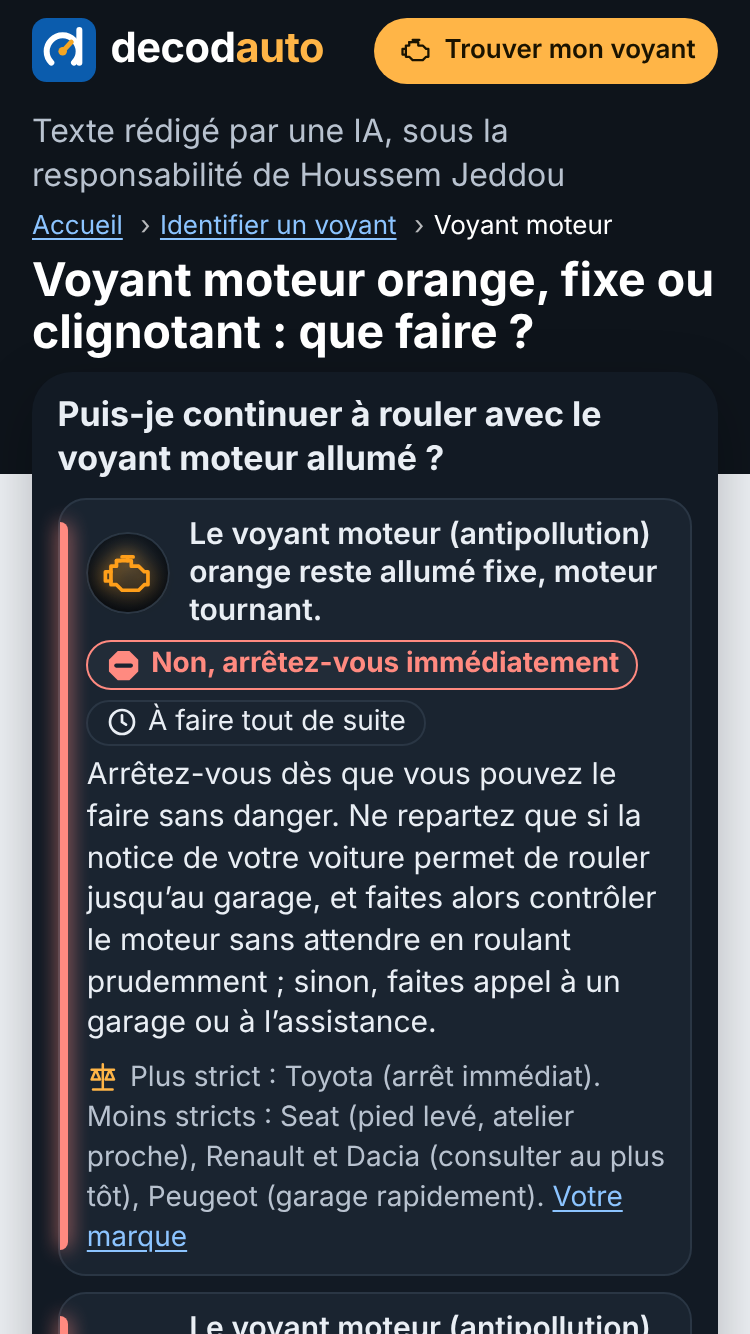 decodauto
Trouver mon voyant
Texte rédigé par une IA, sous la
responsabilité de Houssem Jeddou
Accueil › Identifier un voyant › Voyant moteur
Voyant moteur orange, fixe ou
clignotant : que faire ?
Puis-je continuer à rouler avec le
voyant moteur allumé ?
Le voyant moteur (antipollution)
orange reste allumé fixe, moteur
tournant.
Non, arrêtez-vous immédiatement
À faire tout de suite
Arrêtez-vous dès que vous pouvez le
faire sans danger. Ne repartez que si la
notice de votre voiture permet de rouler
jusqu’au garage, et faites alors contrôler
le moteur sans attendre en roulant
prudemment ; sinon, faites appel à un
garage ou à l’assistance.
Plus strict : Toyota (arrêt immédiat).
Moins stricts : Seat (pied levé, atelier
proche), Renault et Dacia (consulter au plus
tôt), Peugeot (garage rapidement). Votre
marque
Le voyant moteur (antipollution)